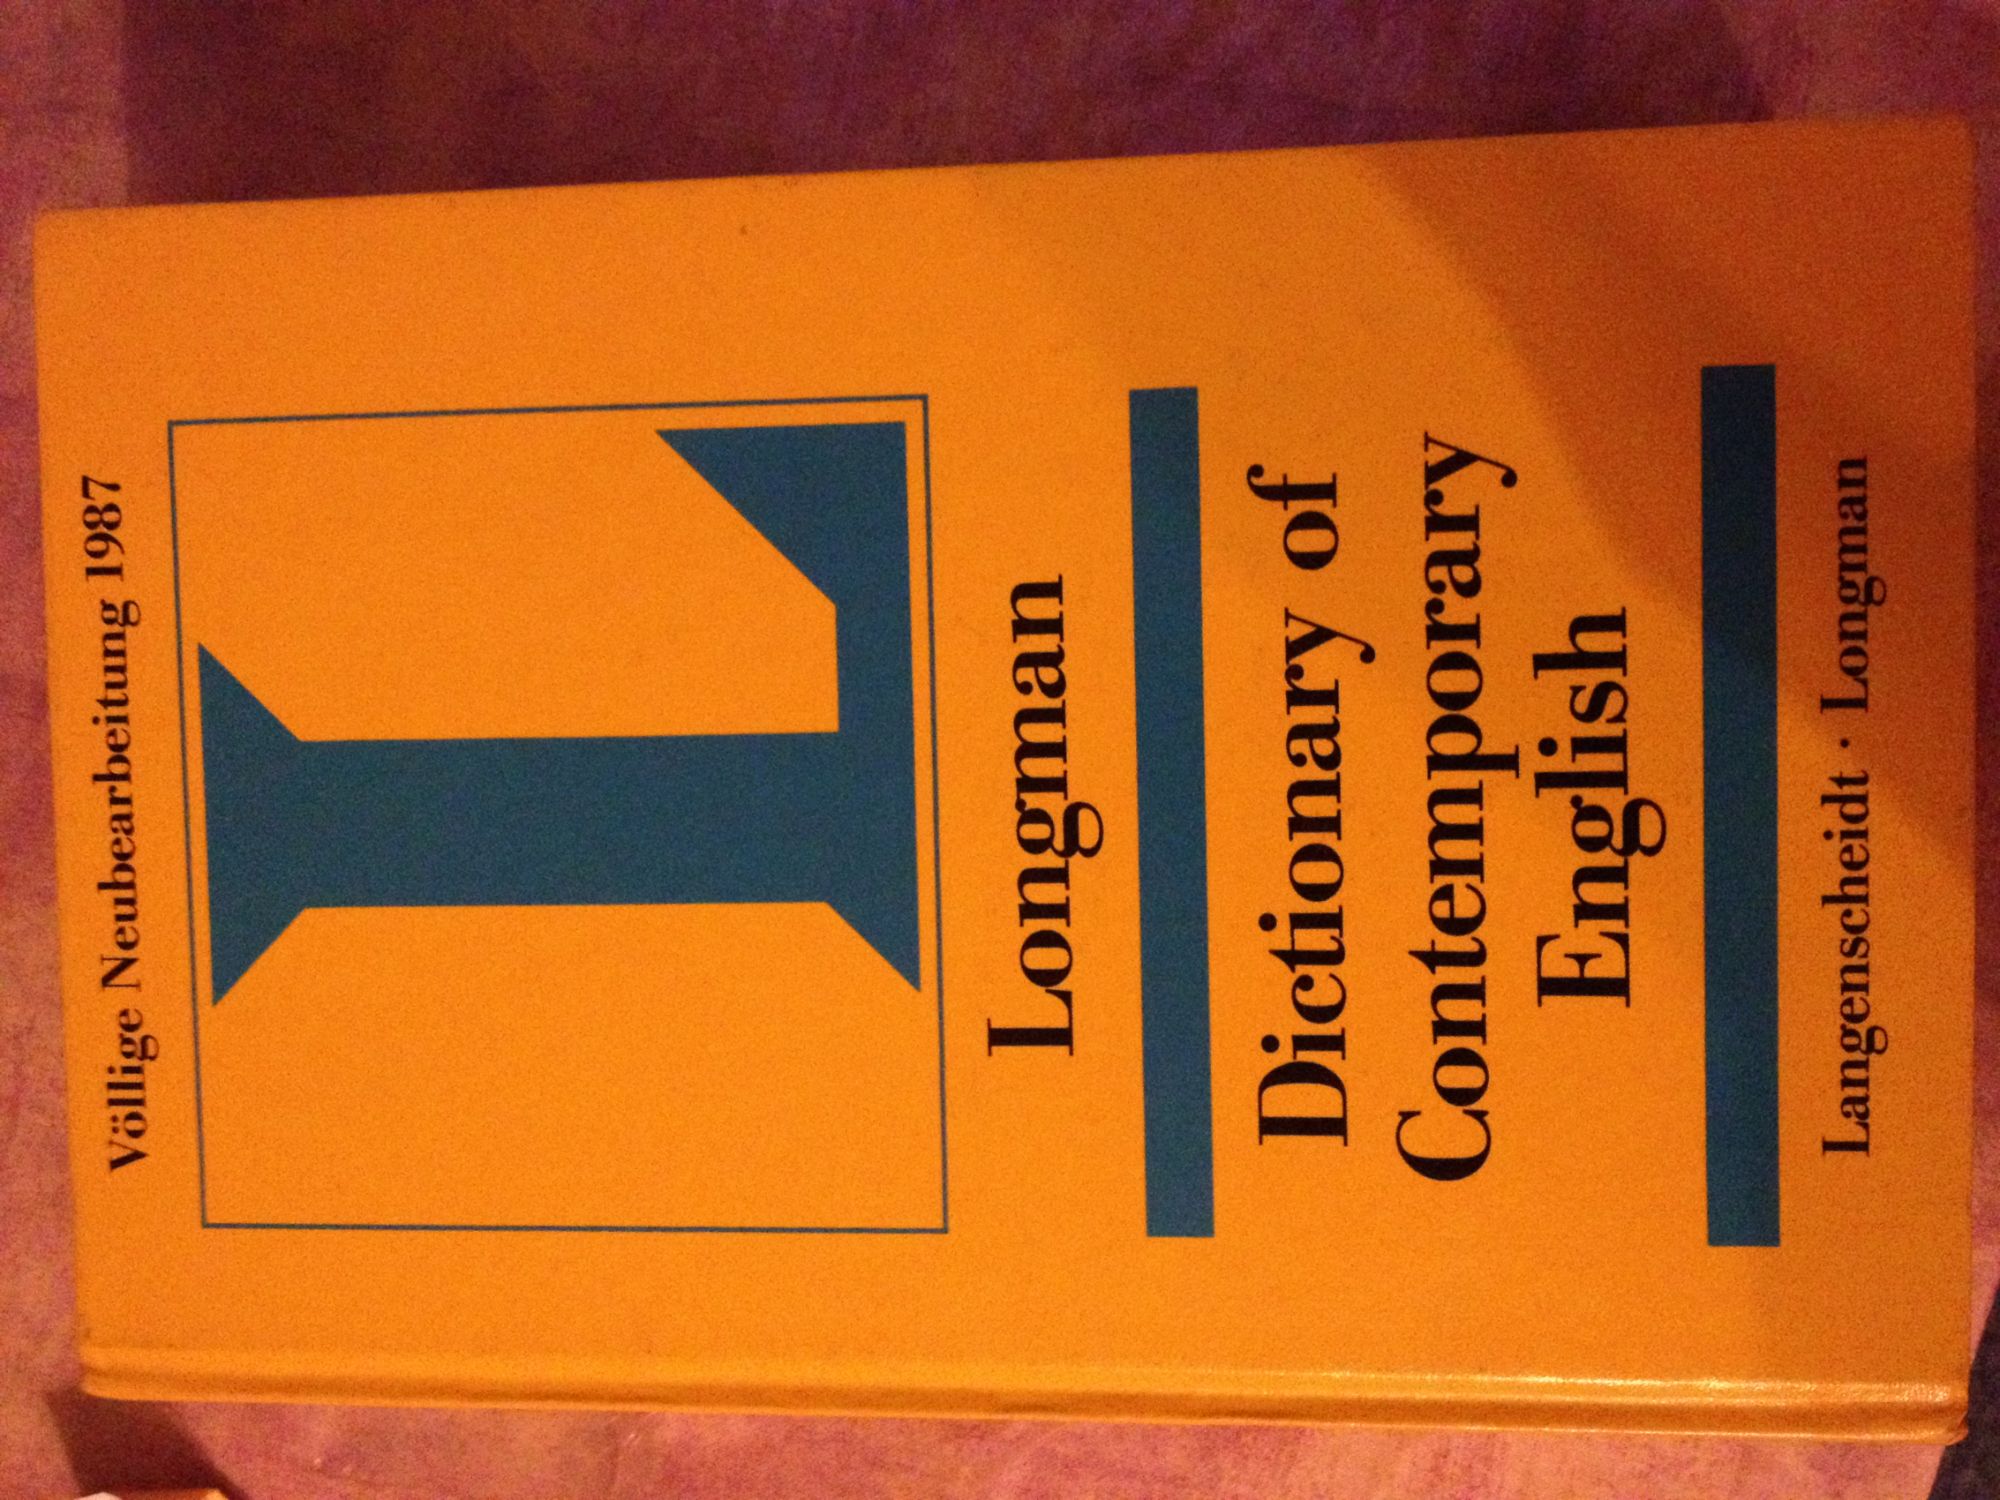 Völlige Neubearbeitung 1987
L
Longman
Dictionary of
Contemporary
English
Langenscheidt · Longman